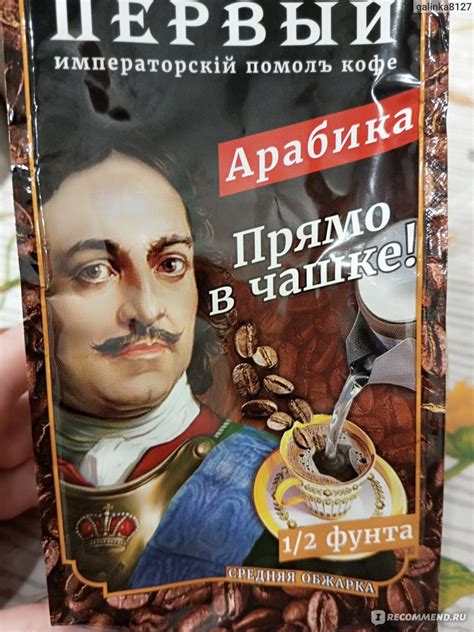 galinka8127
ПЕРВЫЙ
императорскiй помолъ кофе
Арабика
Прямо
в чашке!
1/2 фунта
СРЕДНЯЯ ОБЖАРКА
RECOMMEND.RU